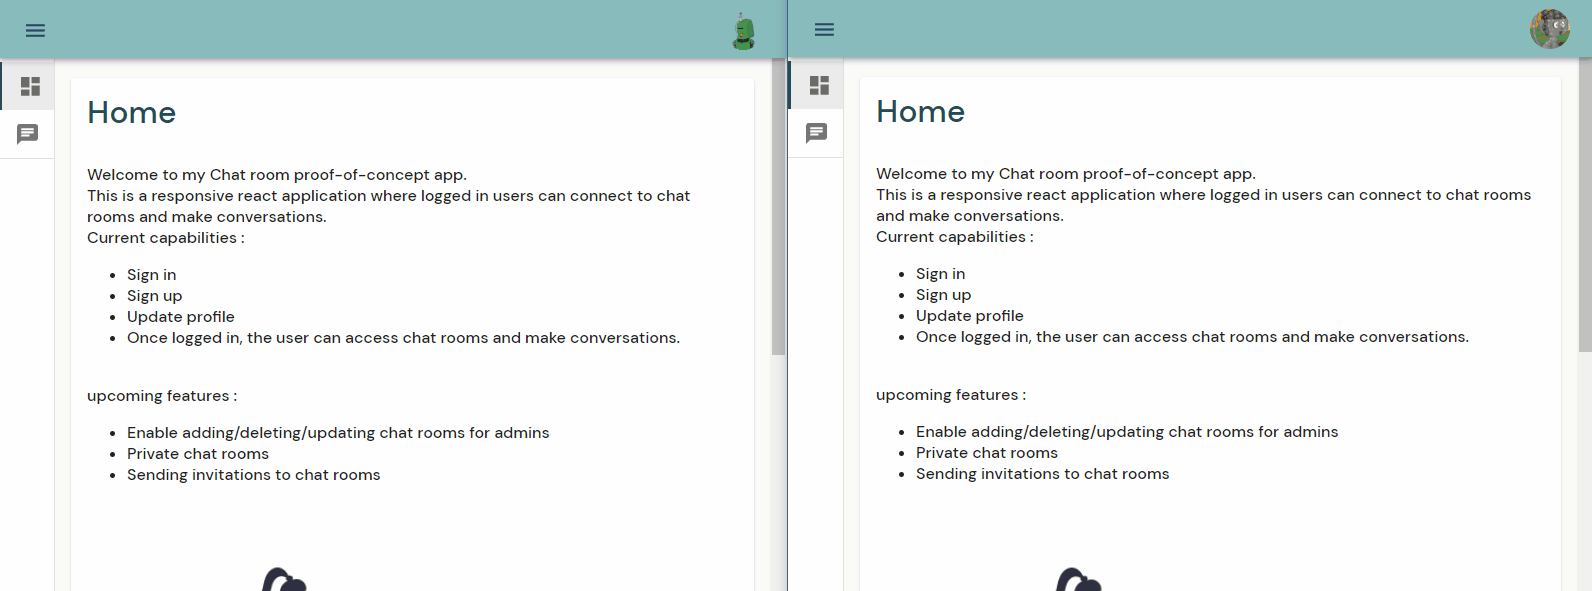 Home
Welcome to my Chat room proof-of-concept app.
This is a responsive react application where logged in users can connect to chat
rooms and make conversations.
Current capabilities :
Sign in
Sign up
Update profile
Once logged in, the user can access chat rooms and make conversations.
upcoming features :
Enable adding/deleting/updating chat rooms for admins
Private chat rooms
Sending invitations to chat rooms
Home
Welcome to my Chat room proof-of-concept app.
This is a responsive react application where logged in users can connect to chat rooms
and make conversations.
Current capabilities :
Sign in
Sign up
Update profile
Once logged in, the user can access chat rooms and make conversations.
upcoming features :
Enable adding/deleting/updating chat rooms for admins
Private chat rooms
Sending invitations to chat rooms